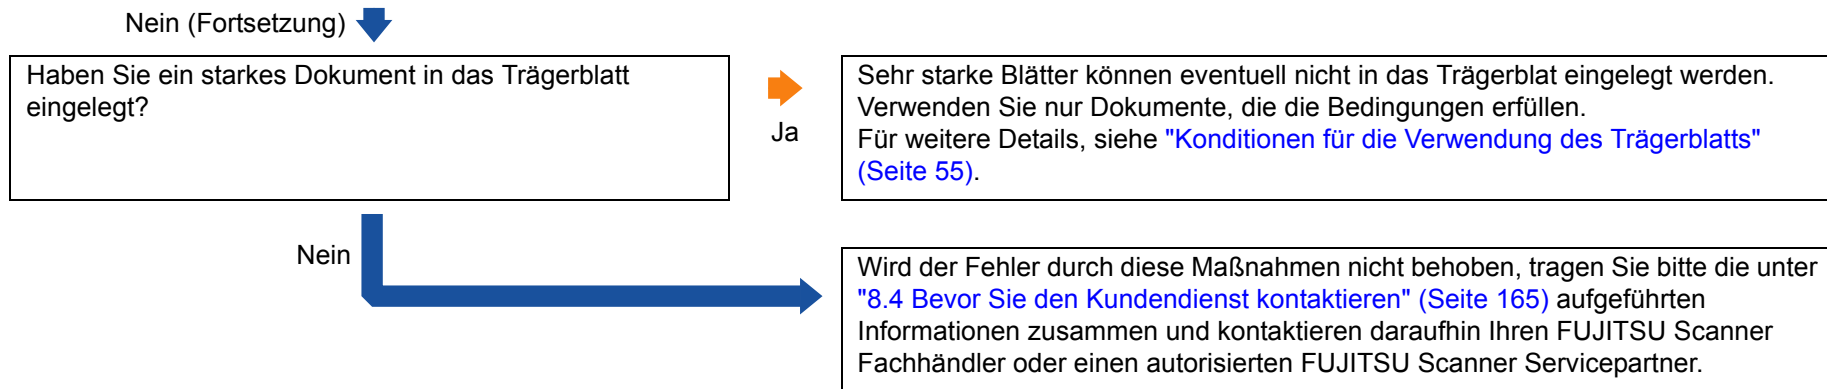 Nein (Fortsetzung)
Haben Sie ein starkes Dokument in das Trägerblatt
eingelegt?
Ja
Sehr starke Blätter können eventuell nicht in das Trägerblat eingelegt werden.
Verwenden Sie nur Dokumente, die die Bedingungen erfüllen.
Für weitere Details, siehe "Konditionen für die Verwendung des Trägerblatts"
(Seite 55).
Nein
Wird der Fehler durch diese Maßnahmen nicht behoben, tragen Sie bitte die unter
"8.4 Bevor Sie den Kundendienst kontaktieren" (Seite 165) aufgeführten
Informationen zusammen und kontaktieren daraufhin Ihren FUJITSU Scanner
Fachhändler oder einen autorisierten FUJITSU Scanner Servicepartner.